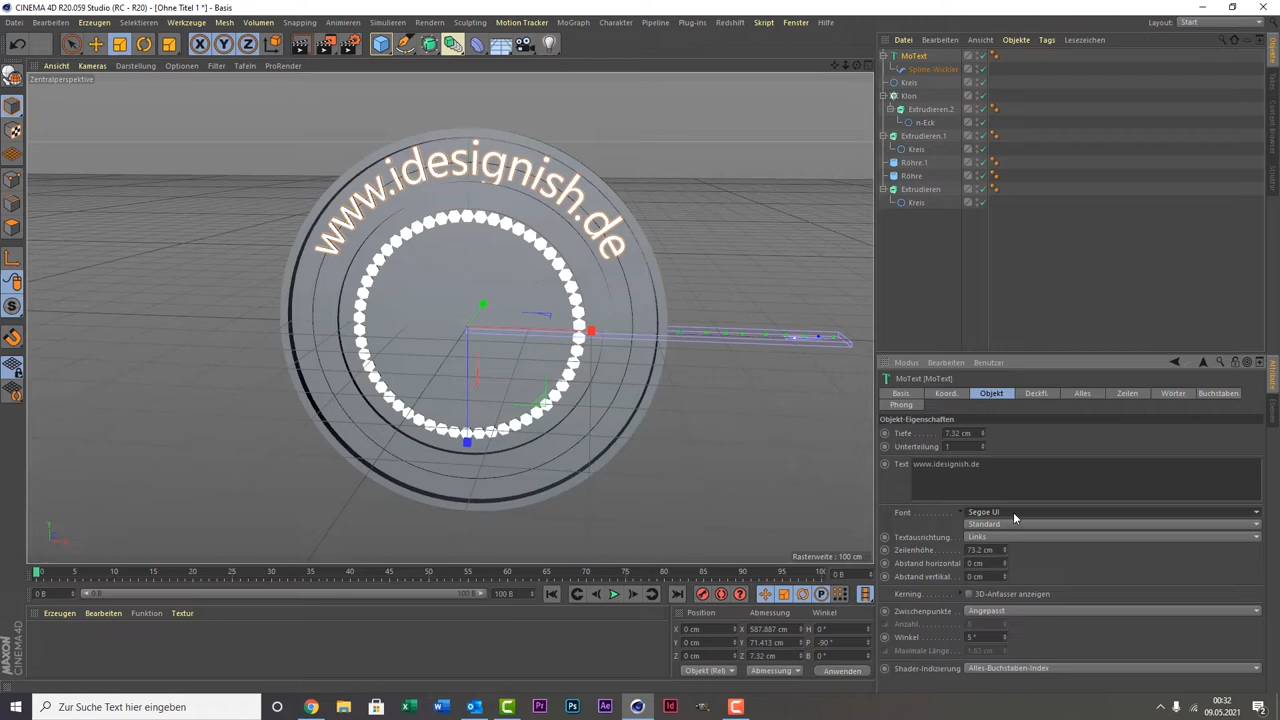 CINEMA 4D R20.059 Studio (RC - R20) - [Ohne Titel 1 *] - Basis
Datei Bearbeiten Erzeugen Selektieren Werkzeuge Mesh Volumen Snapping Animieren Simulieren Rendern Sculpting Motion Tracker MoGraph Character Pipeline Plug-ins Redshift Skript Fenster Hilfe Layout: Start
Datei Bearbeiten Ansicht Objekte Tags Lesezeichen
Ansicht Kameras Darstellung Optionen Filter Tafeln ProRender
Zentralperspektive
MoText
Spline-Wickler
Kreis
Klon
Extrudieren.2
n-Eck
Extrudieren.1
Kreis
Röhre.1
Röhre
Extrudieren
Kreis
www.idesignish.de
Rasterweite : 100 cm
Modus Bearbeiten Benutzer
MoText [MoText]
Basis Koord. Objekt Deckfl. Alles Zeilen Wörter Buchstaben
Phong
Objekt-Eigenschaften
Tiefe 7.32 cm
Unterteilung 1
Text www.idesignish.de
Font Segoe UI
Standard
Textausrichtung Links
Zeilenhöhe 73.2 cm
Abstand horizontal 0 cm
Abstand vertikal 0 cm
Kerning 3D-Anfasser anzeigen
Zwischenpunkte Angepasst
Anzahl 8
Winkel 5 °
Maximale Länge 1.83 cm
Shader-Indizierung Alles-Buchstaben-Index
0 5 10 15 20 25 30 35 40 45 50 55 60 65 70 75 80 85 90 95 100 0 B
0 B 0 B 100 B 100 B
Erzeugen Bearbeiten Funktion Textur
Position Abmessung Winkel
X 0 cm X 587.887 cm H 0 °
Y 0 cm Y 71.413 cm P -90 °
Z 0 cm Z 7.32 cm B 0 °
Objekt (Rel) Abmessung Anwenden
MAXON CINEMA 4D
Zur Suche Text hier eingeben
00:32
09.05.2021